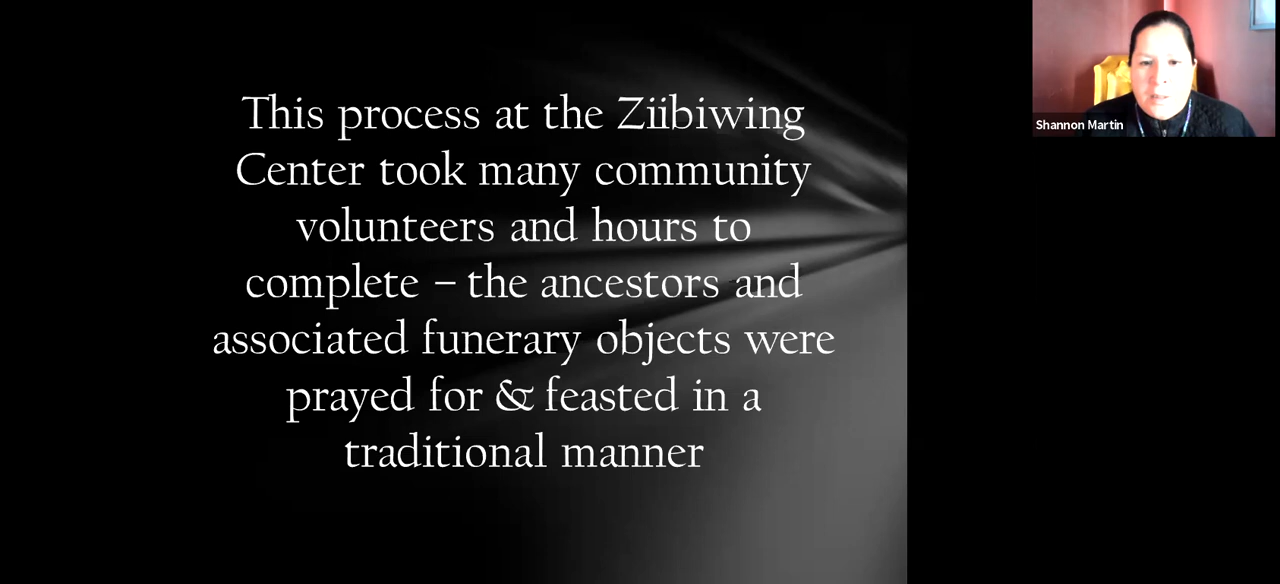 This process at the Ziibiwing
Center took many community
volunteers and hours to
complete – the ancestors and
associated funerary objects were
prayed for & feasted in a
traditional manner
Shannon Martin